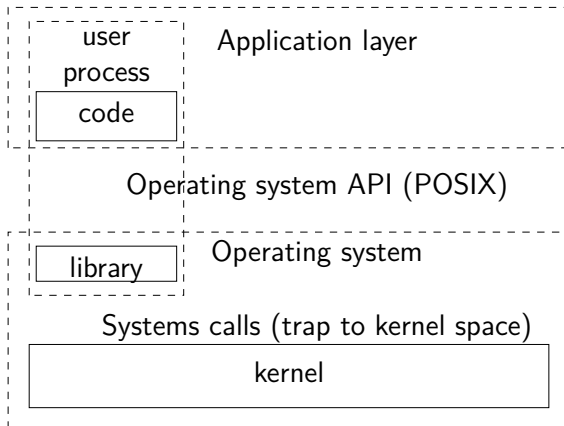 user
process
Application layer
code
Operating system API (POSIX)
Operating system
library
Systems calls (trap to kernel space)
kernel